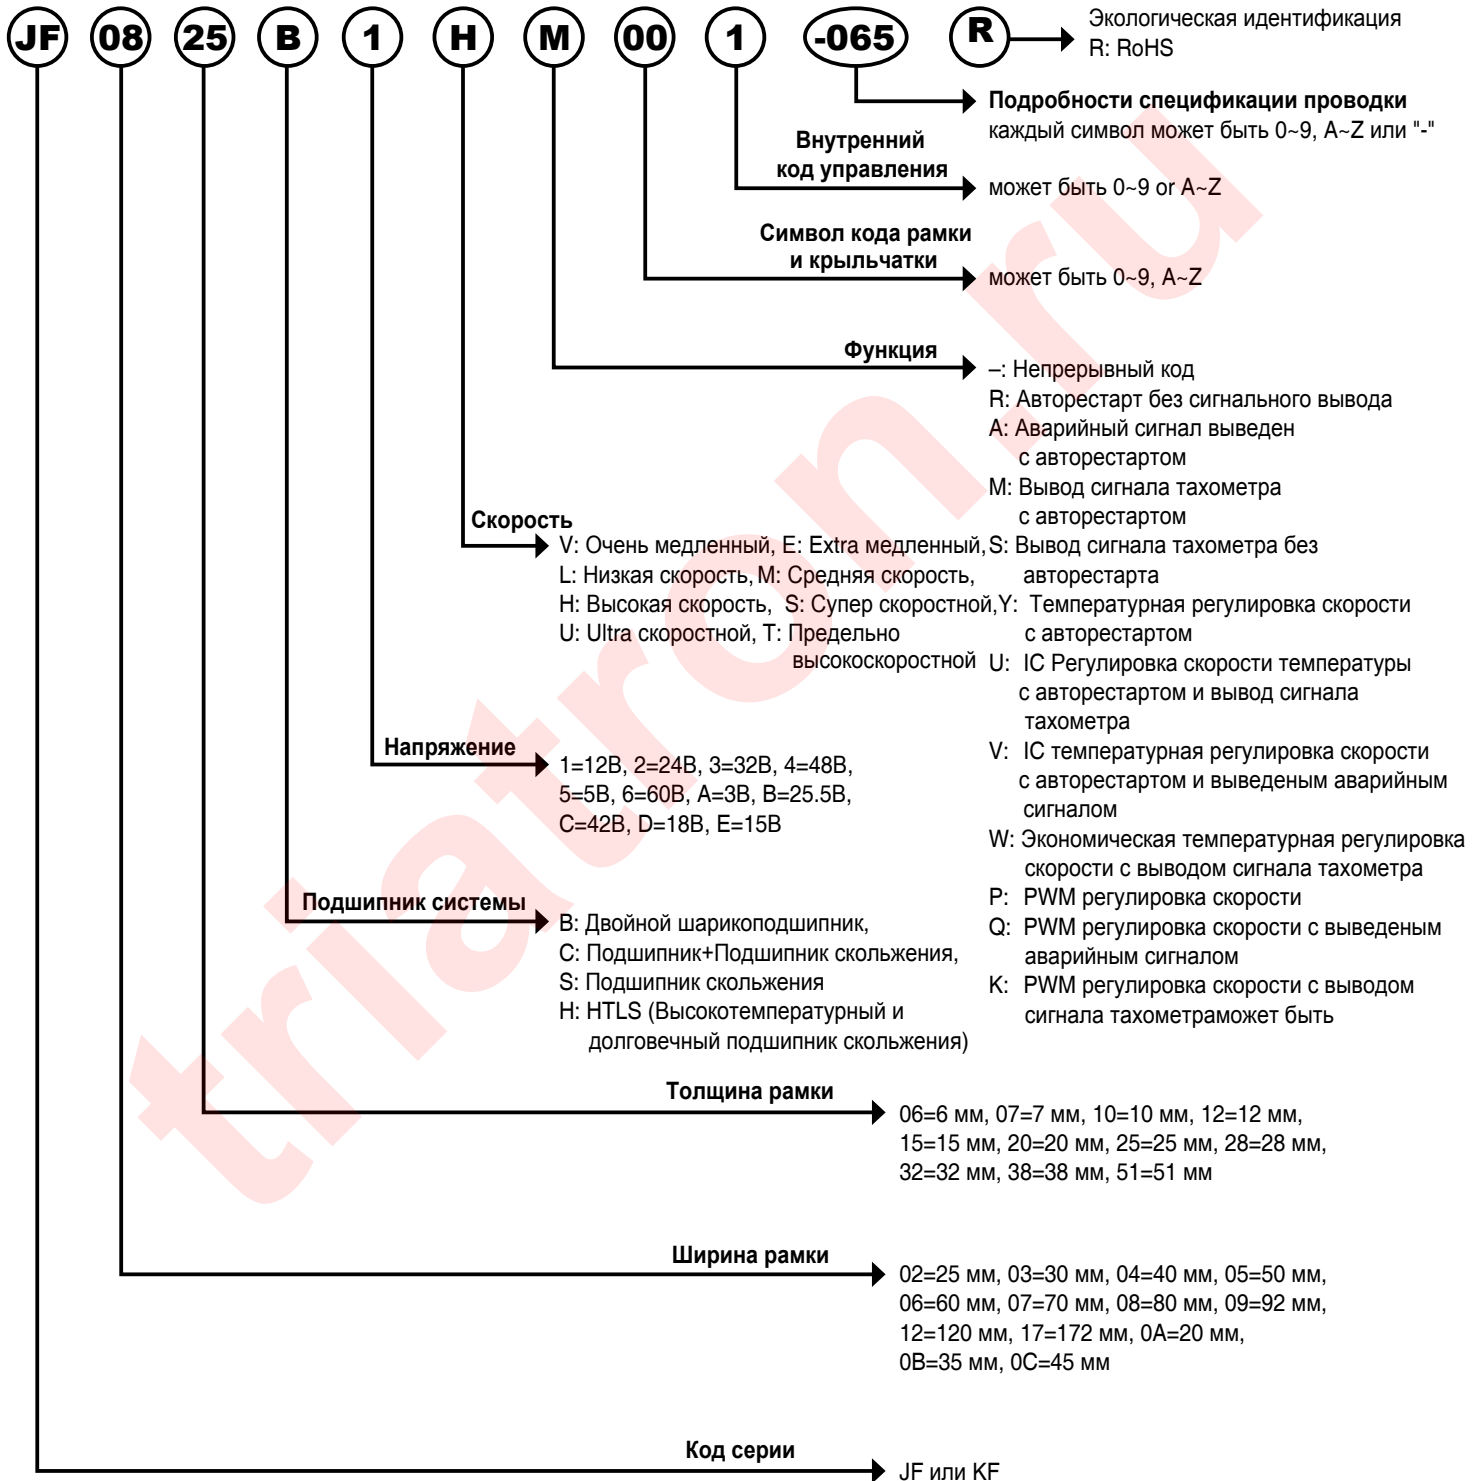 JF 08 25 B 1 H M 00 1 -065 R
Экологическая идентификация
R: RoHS
Подробности спецификации проводки
каждый символ может быть 0~9, A~Z или "-"
Внутренний
код управления
может быть 0~9 or A~Z
Символ кода рамки
и крыльчатки
может быть 0~9, A~Z
Функция
–: Непрерывный код
R: Авторестарт без сигнального вывода
A: Аварийный сигнал выведен
с авторестартом
M: Вывод сигнала тахометра
с авторестартом
S: Вывод сигнала тахометра без
авторестарта
Y: Температурная регулировка скорости
с авторестартом
U: IC Регулировка скорости температуры
с авторестартом и вывод сигнала
тахометра
V: IC температурная регулировка скорости
с авторестартом и выведеным аварийным
сигналом
W: Экономическая температурная регулировка
скорости с выводом сигнала тахометра
P: PWM регулировка скорости
Q: PWM регулировка скорости с выведеным
аварийным сигналом
K: PWM регулировка скорости с выводом
сигнала тахометраможет быть
Скорость
V: Очень медленный, E: Extra медленный,
L: Низкая скорость, M: Средняя скорость,
H: Высокая скорость, S: Супер скоростной,
U: Ultra скоростной, T: Предельно
высокоскоростной
Напряжение
1=12В, 2=24В, 3=32В, 4=48В,
5=5В, 6=60В, A=3В, B=25.5В,
C=42В, D=18В, E=15В
Подшипник системы
B: Двойной шарикоподшипник,
C: Подшипник+Подшипник скольжения,
S: Подшипник скольжения
H: HTLS (Высокотемпературный и
долговечный подшипник скольжения)
Толщина рамки
06=6 мм, 07=7 мм, 10=10 мм, 12=12 мм,
15=15 мм, 20=20 мм, 25=25 мм, 28=28 мм,
32=32 мм, 38=38 мм, 51=51 мм
Ширина рамки
02=25 мм, 03=30 мм, 04=40 мм, 05=50 мм,
06=60 мм, 07=70 мм, 08=80 мм, 09=92 мм,
12=120 мм, 17=172 мм, 0A=20 мм,
0B=35 мм, 0C=45 мм
Код серии
JF или KF
triatron.ru